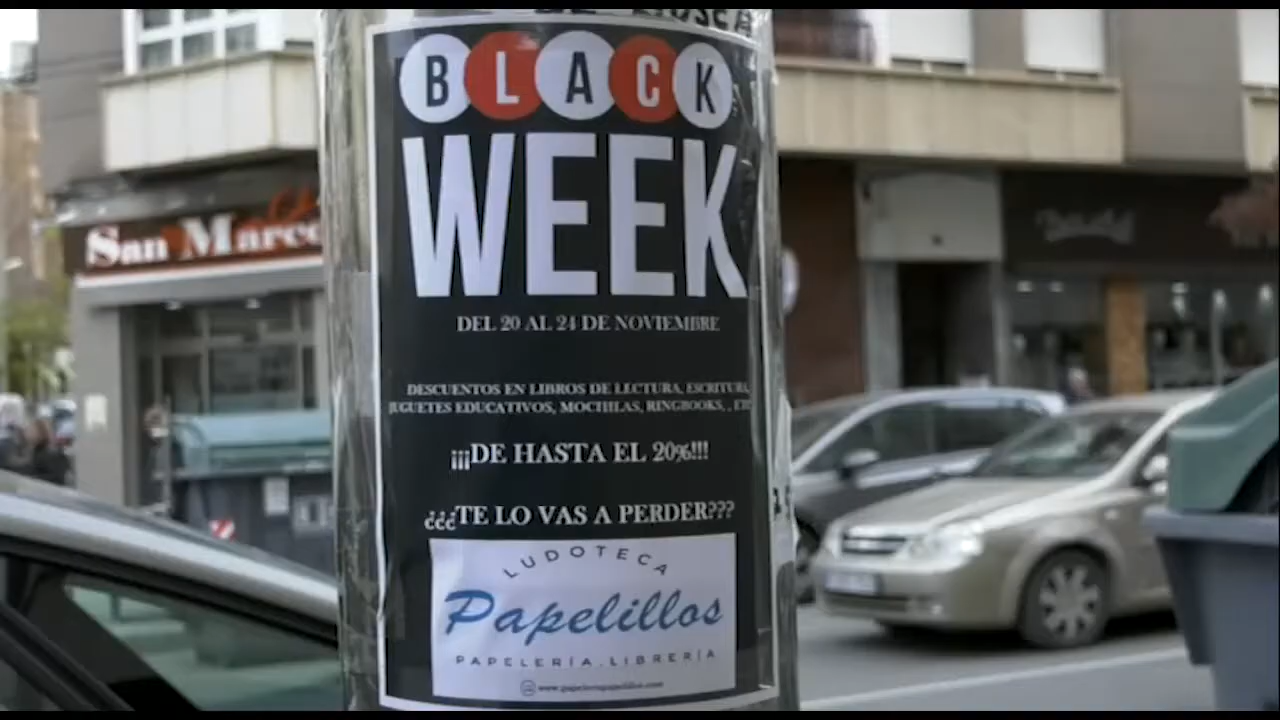 BLACK
WEEK
DEL 20 AL 24 DE NOVIEMBRE
DESCUENTOS EN LIBROS DE LECTURA, ESCRITURA,
JUGUETES EDUCATIVOS, MOCHILAS, RINGBOOKS, , ETC
¡¡¡DE HASTA EL 20%!!!
¿¿¿TE LO VAS A PERDER???
LUDOTECA
Papelillos
PAPELERÍA.LIBRERÍA
San Marco